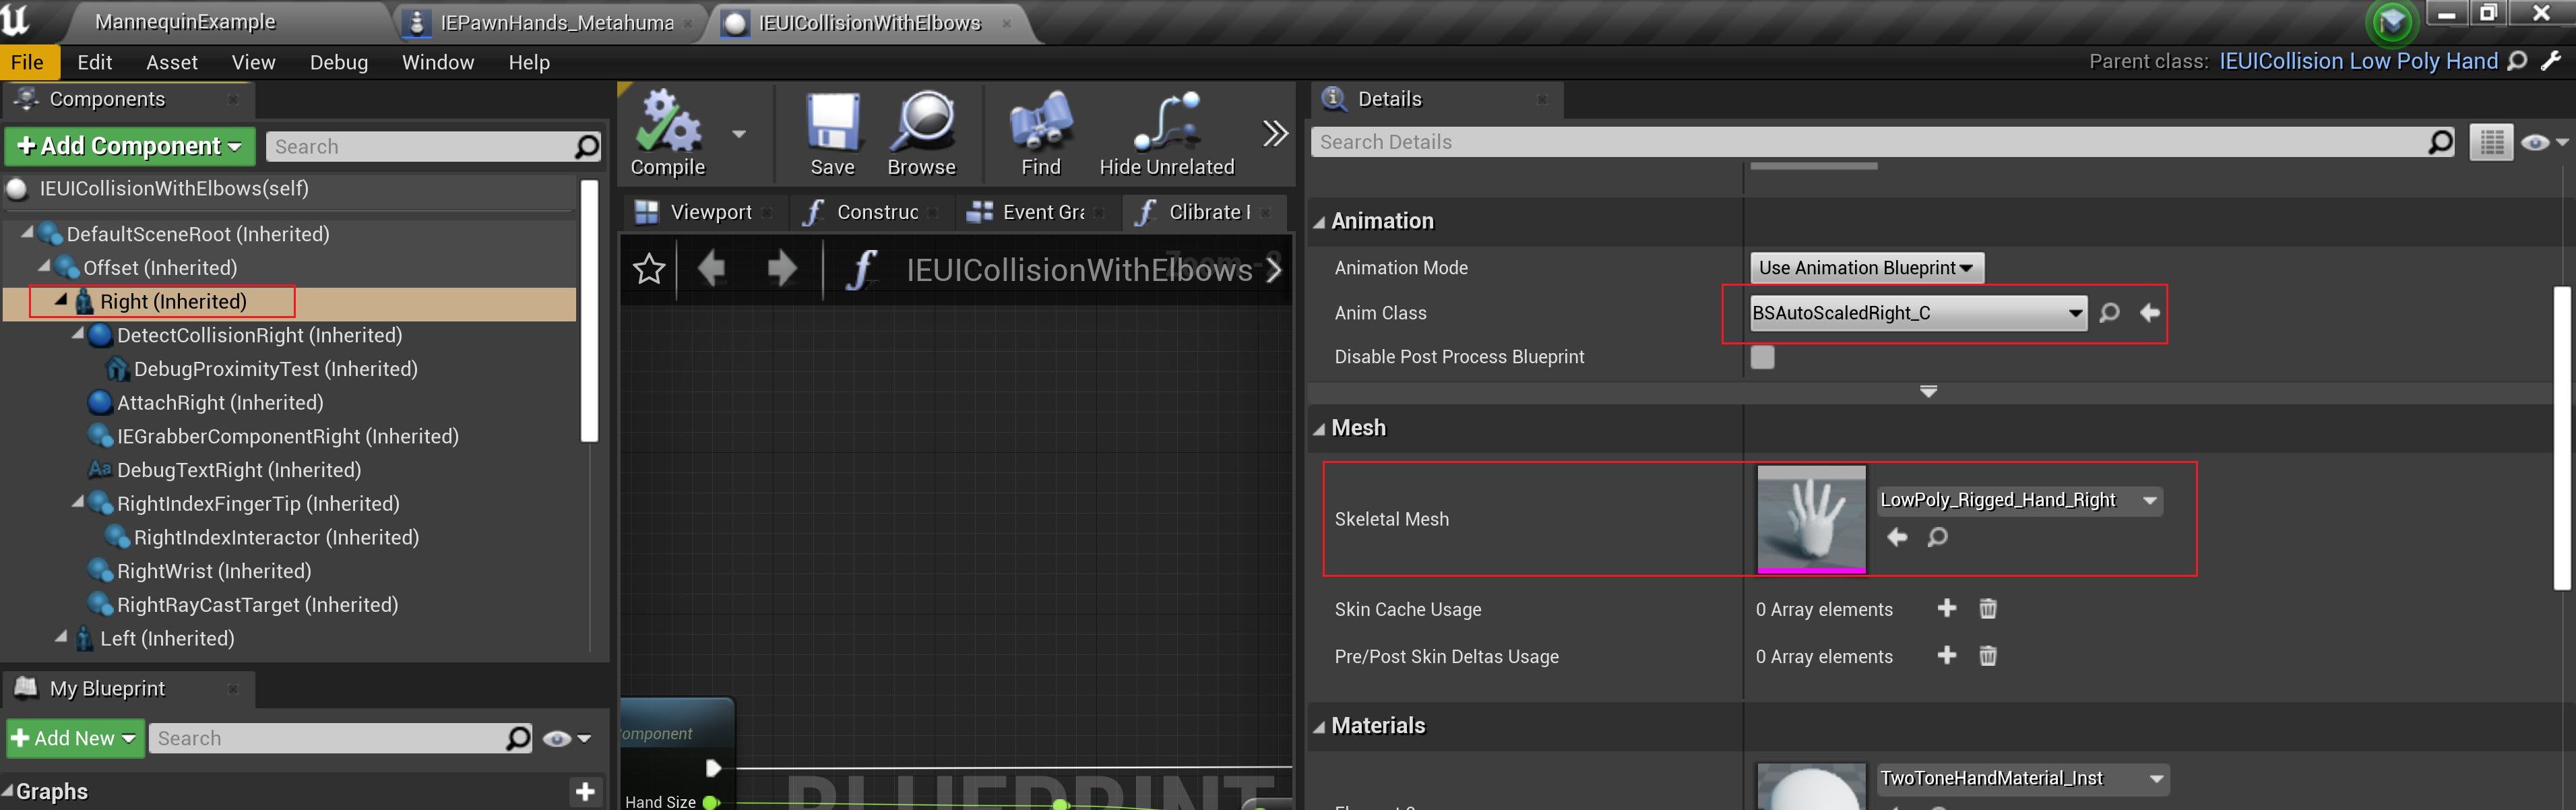 MannequinExample
IEPawnHands_Metahuma
IEUICollisionWithElbows
File Edit Asset View Debug Window Help
Parent class: IEUICollision Low Poly Hand
Components
Add Component
Search
IEUICollisionWithElbows(self)
DefaultSceneRoot (Inherited)
Offset (Inherited)
Right (Inherited)
DetectCollisionRight (Inherited)
DebugProximityTest (Inherited)
AttachRight (Inherited)
IEGrabberComponentRight (Inherited)
Aa DebugTextRight (Inherited)
RightIndexFingerTip (Inherited)
RightIndexInteractor (Inherited)
RightWrist (Inherited)
RightRayCastTarget (Inherited)
Left (Inherited)
My Blueprint
Add New
Search
Graphs
Compile
Save
Browse
Find
Hide Unrelated
Viewport
Construc
Event Gra
Clibrate
IEUICollisionWithElbows
omponent
Hand Size
BLUEPRINT
Details
Search Details
Animation
Animation Mode
Use Animation Blueprint
Anim Class
BSAutoScaledRight_C
Disable Post Process Blueprint
Mesh
Skeletal Mesh
LowPoly_Rigged_Hand_Right
Skin Cache Usage
0 Array elements
Pre/Post Skin Deltas Usage
0 Array elements
Materials
TwoToneHandMaterial_Inst